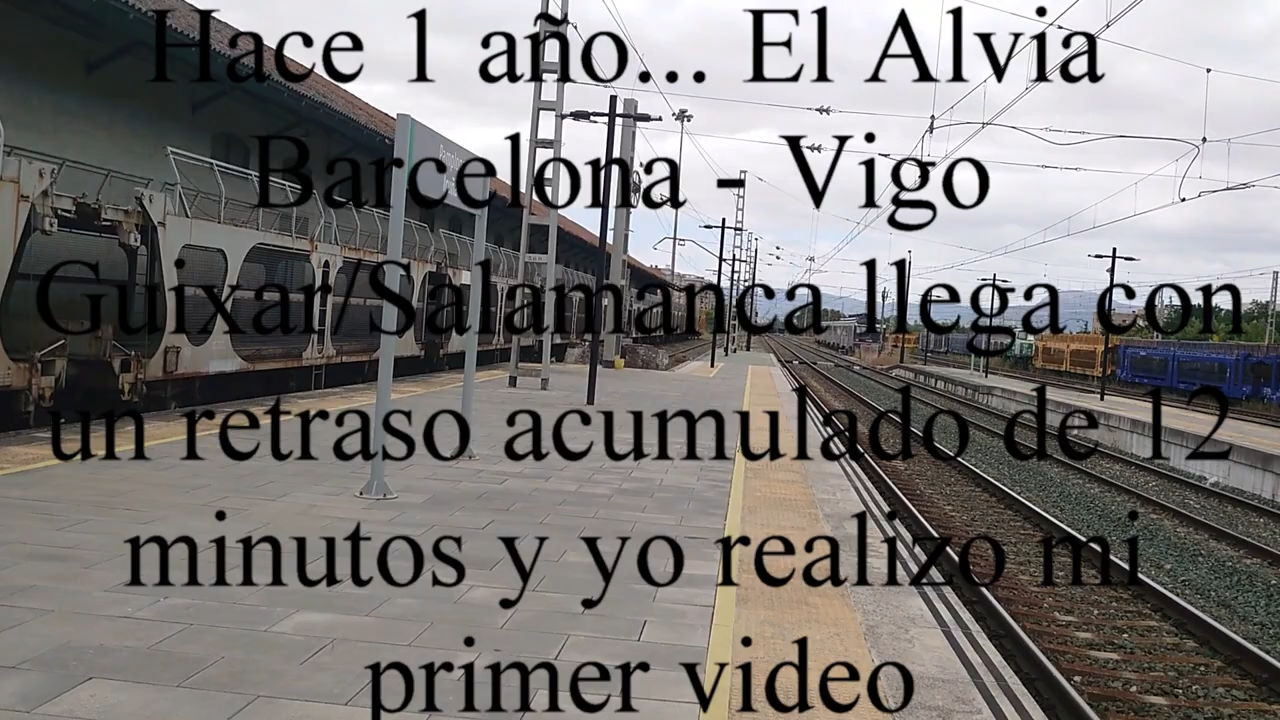 Hace 1 año... El Alvia
Barcelona - Vigo
Guixar/Salamanca llega con
un retraso acumulado de 12
minutos y yo realizo mi
primer video